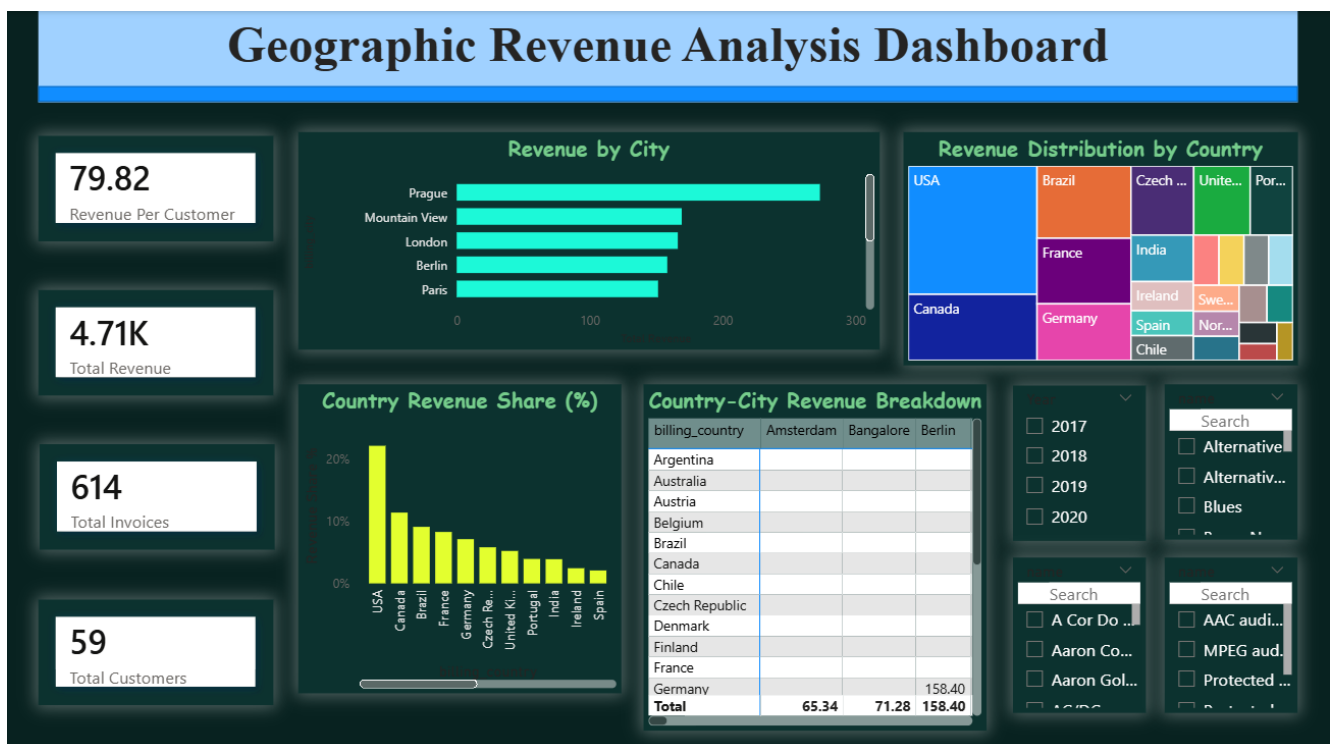 Geographic Revenue Analysis Dashboard
79.82
Revenue Per Customer
4.71K
Total Revenue
614
Total Invoices
59
Total Customers
Revenue by City
Prague
Mountain View
London
Berlin
Paris
0 100 200 300
Revenue Distribution by Country
USA
Canada
Brazil
France
Germany
Czech ...
India
Ireland
Spain
Chile
Unite...
Por...
Swe...
Nor...
Country Revenue Share (%)
20%
10%
0%
USA
Canada
Brazil
France
Germany
Czech Re...
United Ki...
Portugal
India
Ireland
Spain
Country-City Revenue Breakdown
billing_country Amsterdam Bangalore Berlin
Argentina
Australia
Austria
Belgium
Brazil
Canada
Chile
Czech Republic
Denmark
Finland
France
Germany 158.40
Total 65.34 71.28 158.40
2017
2018
2019
2020
Search
Alternative
Alternativ...
Blues
Search
A Cor Do ...
Aaron Co...
Aaron Gol...
Search
AAC audi...
MPEG aud.
Protected ...